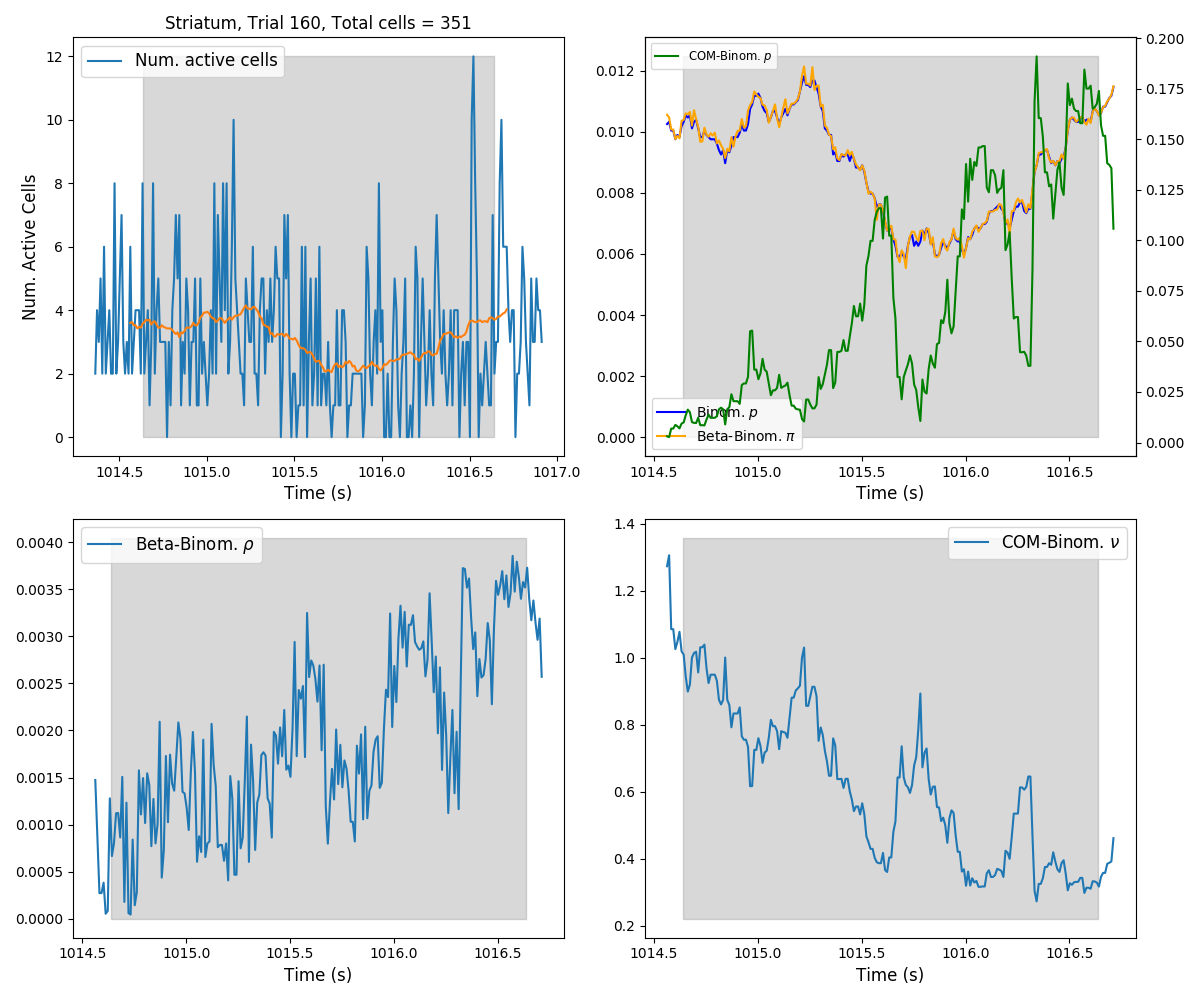 Striatum, Trial 160, Total cells = 351
Num. active cells
Num. Active Cells
12
10
8
6
4
2
0
1014.5 1015.0 1015.5 1016.0 1016.5 1017.0
Time (s)
COM-Binom. p
0.012
0.010
0.008
0.006
0.004
0.002
0.000
0.200
0.175
0.150
0.125
0.100
0.075
0.050
0.025
0.000
Binom. p
Beta-Binom. π
1014.5 1015.0 1015.5 1016.0 1016.5
Time (s)
Beta-Binom. ρ
0.0040
0.0035
0.0030
0.0025
0.0020
0.0015
0.0010
0.0005
0.0000
1014.5 1015.0 1015.5 1016.0 1016.5
Time (s)
COM-Binom. ν
1.4
1.2
1.0
0.8
0.6
0.4
0.2
1014.5 1015.0 1015.5 1016.0 1016.5
Time (s)